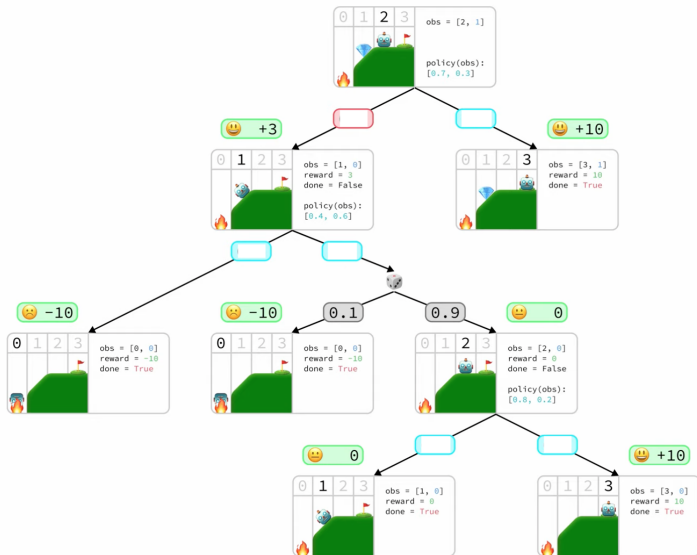 0 1 2 3
obs = [2, 1]
policy(obs):
[0.7, 0.3]
+3
+10
0 1 2 3
obs = [1, 0]
reward = 3
done = False
policy(obs):
[0.4, 0.6]
0 1 2 3
obs = [3, 1]
reward = 10
done = True
-10
-10
0.1
0.9
0
0 1 2 3
obs = [0, 0]
reward = -10
done = True
0 1 2 3
obs = [0, 0]
reward = -10
done = True
0 1 2 3
obs = [2, 0]
reward = 0
done = False
policy(obs):
[0.8, 0.2]
0
+10
0 1 2 3
obs = [1, 0]
reward = 0
done = True
0 1 2 3
obs = [3, 0]
reward = 10
done = True